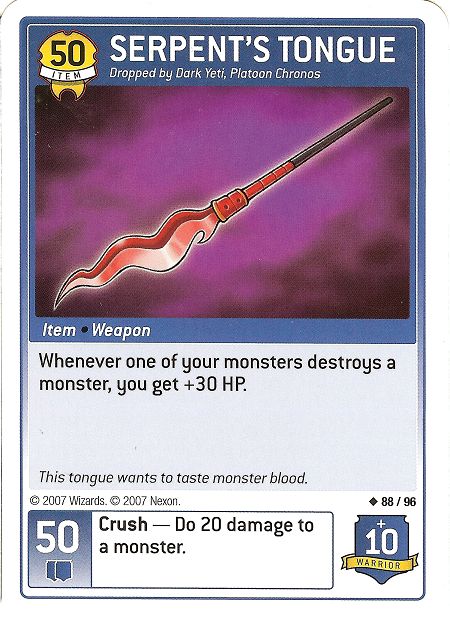 50
ITEM
SERPENT'S TONGUE
Dropped by Dark Yeti, Platoon Chronos
Item • Weapon
Whenever one of your monsters destroys a
monster, you get +30 HP.
This tongue wants to taste monster blood.
© 2007 Wizards. © 2007 Nexon.
◆ 88 / 96
50
Crush — Do 20 damage to
a monster.
+
10
WARRIOR